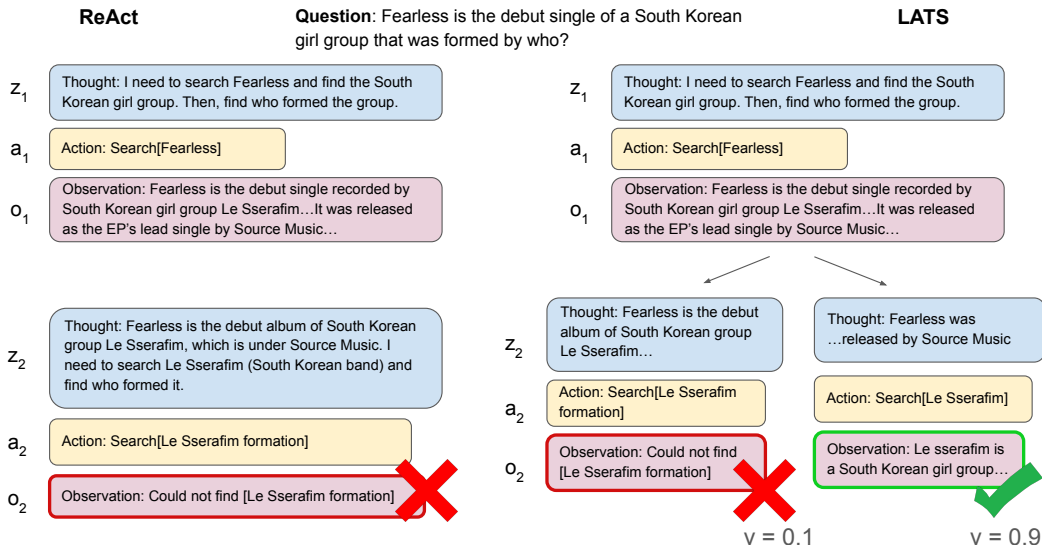 ReAct
Question: Fearless is the debut single of a South Korean
girl group that was formed by who?
LATS
z1
Thought: I need to search Fearless and find the South
Korean girl group. Then, find who formed the group.
a1
Action: Search[Fearless]
o1
Observation: Fearless is the debut single recorded by
South Korean girl group Le Sserafim…It was released
as the EP's lead single by Source Music…
z2
Thought: Fearless is the debut album of South Korean
group Le Sserafim, which is under Source Music. I
need to search Le Sserafim (South Korean band) and
find who formed it.
a2
Action: Search[Le Sserafim formation]
o2
Observation: Could not find [Le Sserafim formation]
z1
Thought: I need to search Fearless and find the South
Korean girl group. Then, find who formed the group.
a1
Action: Search[Fearless]
o1
Observation: Fearless is the debut single recorded by
South Korean girl group Le Sserafim…It was released
as the EP's lead single by Source Music…
z2
Thought: Fearless is the debut
album of South Korean group
Le Sserafim…
a2
Action: Search[Le Sserafim
formation]
o2
Observation: Could not find
[Le Sserafim formation]
v = 0.1
Thought: Fearless was
…released by Source Music
Action: Search[Le Sserafim]
Observation: Le sserafim is
a South Korean girl group…
v = 0.9